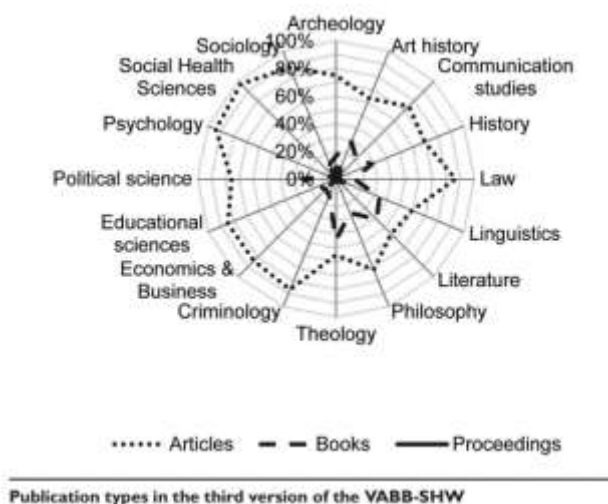 Archeology
100%
Sociology
Art history
80%
Social Health
Sciences
Communication
studies
60%
Psychology
40%
History
20%
Political science
0%
Law
Educational
sciences
Linguistics
Economics &
Business
Literature
Criminology
Philosophy
Theology
Articles
Books
Proceedings
Publication types in the third version of the VABB-SHW